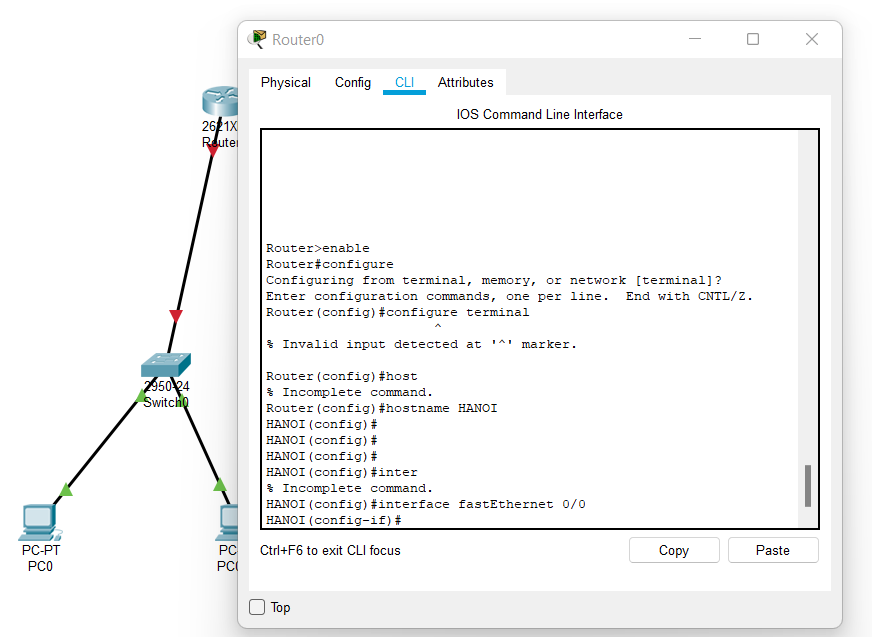 Router0
Physical Config CLI Attributes
IOS Command Line Interface
2621X
Router
Router>enable
Router#configure
Configuring from terminal, memory, or network [terminal]?
Enter configuration commands, one per line.  End with CNTL/Z.
Router(config)#configure terminal
^
% Invalid input detected at '^' marker.
Router(config)#host
% Incomplete command.
Router(config)#hostname HANOI
HANOI(config)#
HANOI(config)#
HANOI(config)#
HANOI(config)#inter
% Incomplete command.
HANOI(config)#interface fastEthernet 0/0
HANOI(config-if)#
2950-24
Switch0
PC-PT
PC0
PC
PC
Ctrl+F6 to exit CLI focus
Copy
Paste
Top